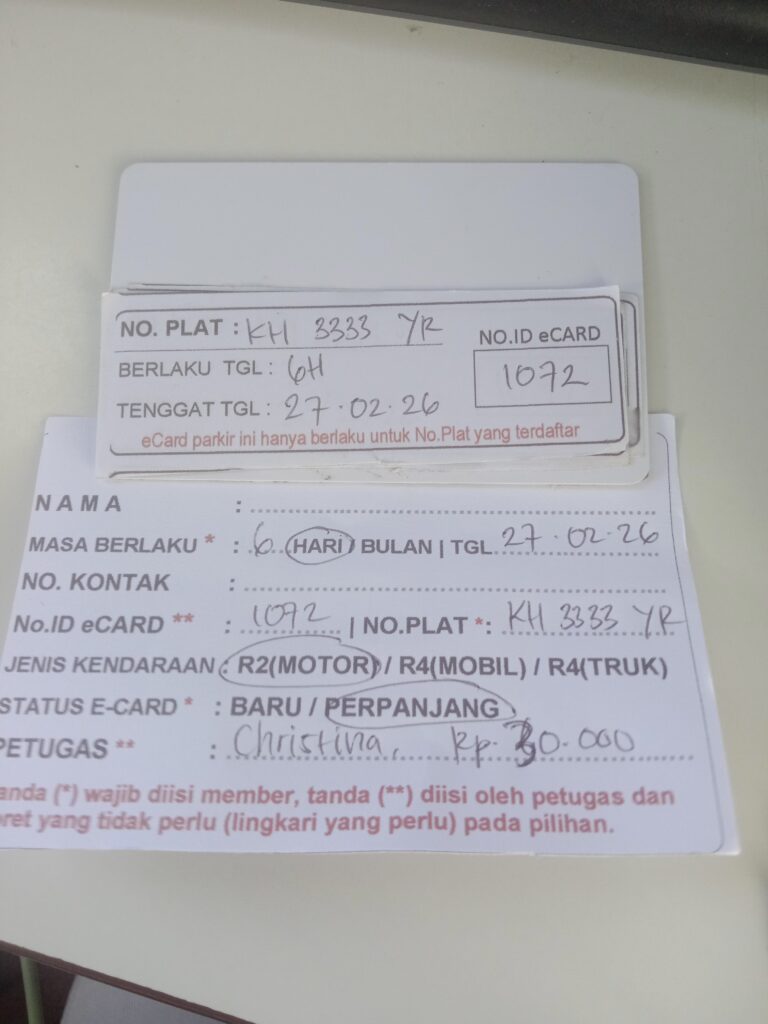 NO. PLAT : KH 3333 YR
NO.ID eCARD
BERLAKU TGL : 6H
1072
TENGGAT TGL : 27.02.26
eCard parkir ini hanya berlaku untuk No.Plat yang terdaftar
NAMA :
MASA BERLAKU * : 6 HARI / BULAN | TGL 27.02.26
NO. KONTAK :
No.ID eCARD ** : 1072 | NO.PLAT *: KH 3333 YR
JENIS KENDARAAN : R2(MOTOR) / R4(MOBIL) / R4(TRUK)
STATUS E-CARD * : BARU / PERPANJANG
PETUGAS ** : Christina, Rp. 30.000
anda (*) wajib diisi member, tanda (**) diisi oleh petugas dan
oret yang tidak perlu (lingkari yang perlu) pada pilihan.